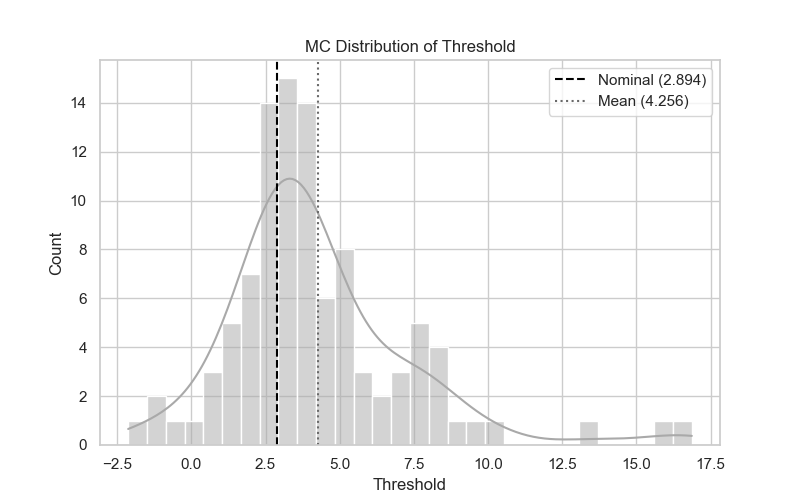 MC Distribution of Threshold
Nominal (2.894)
Mean (4.256)
14
12
10
8
6
4
2
0
Count
−2.5 0.0 2.5 5.0 7.5 10.0 12.5 15.0 17.5
Threshold